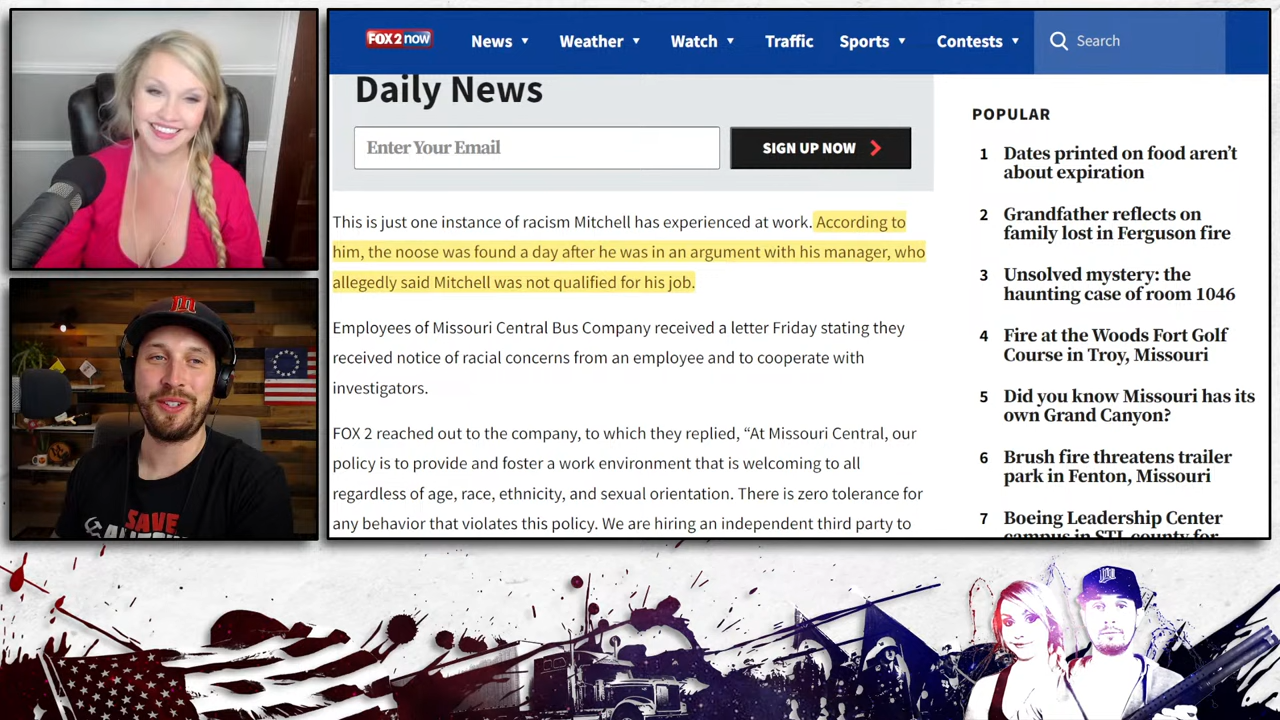 FOX 2 now
News
Weather
Watch
Traffic
Sports
Contests
Search
Daily News
Enter Your Email
SIGN UP NOW
This is just one instance of racism Mitchell has experienced at work. According to
him, the noose was found a day after he was in an argument with his manager, who
allegedly said Mitchell was not qualified for his job.
Employees of Missouri Central Bus Company received a letter Friday stating they
received notice of racial concerns from an employee and to cooperate with
investigators.
FOX 2 reached out to the company, to which they replied, “At Missouri Central, our
policy is to provide and foster a work environment that is welcoming to all
regardless of age, race, ethnicity, and sexual orientation. There is zero tolerance for
any behavior that violates this policy. We are hiring an independent third party to
POPULAR
1 Dates printed on food aren’t
about expiration
2 Grandfather reflects on
family lost in Ferguson fire
3 Unsolved mystery: the
haunting case of room 1046
4 Fire at the Woods Fort Golf
Course in Troy, Missouri
5 Did you know Missouri has its
own Grand Canyon?
6 Brush fire threatens trailer
park in Fenton, Missouri
7 Boeing Leadership Center
campus in STL county for
SAVE